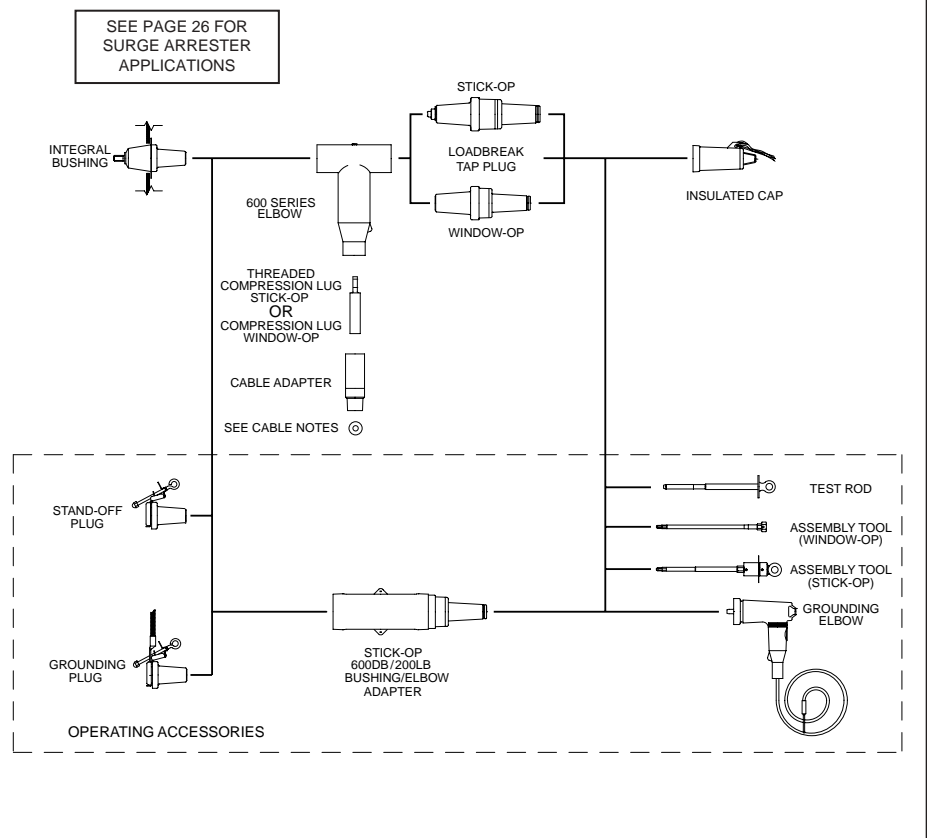 SEE PAGE 26 FOR
SURGE ARRESTER
APPLICATIONS
STICK-OP
INTEGRAL
BUSHING
LOADBREAK
TAP PLUG
600 SERIES
ELBOW
WINDOW-OP
INSULATED CAP
THREADED
COMPRESSION LUG
STICK-OP
OR
COMPRESSION LUG
WINDOW-OP
CABLE ADAPTER
SEE CABLE NOTES
STAND-OFF
PLUG
TEST ROD
ASSEMBLY TOOL
(WINDOW-OP)
ASSEMBLY TOOL
(STICK-OP)
GROUNDING
ELBOW
GROUNDING
PLUG
STICK-OP
600DB/200LB
BUSHING/ELBOW
ADAPTER
OPERATING ACCESSORIES